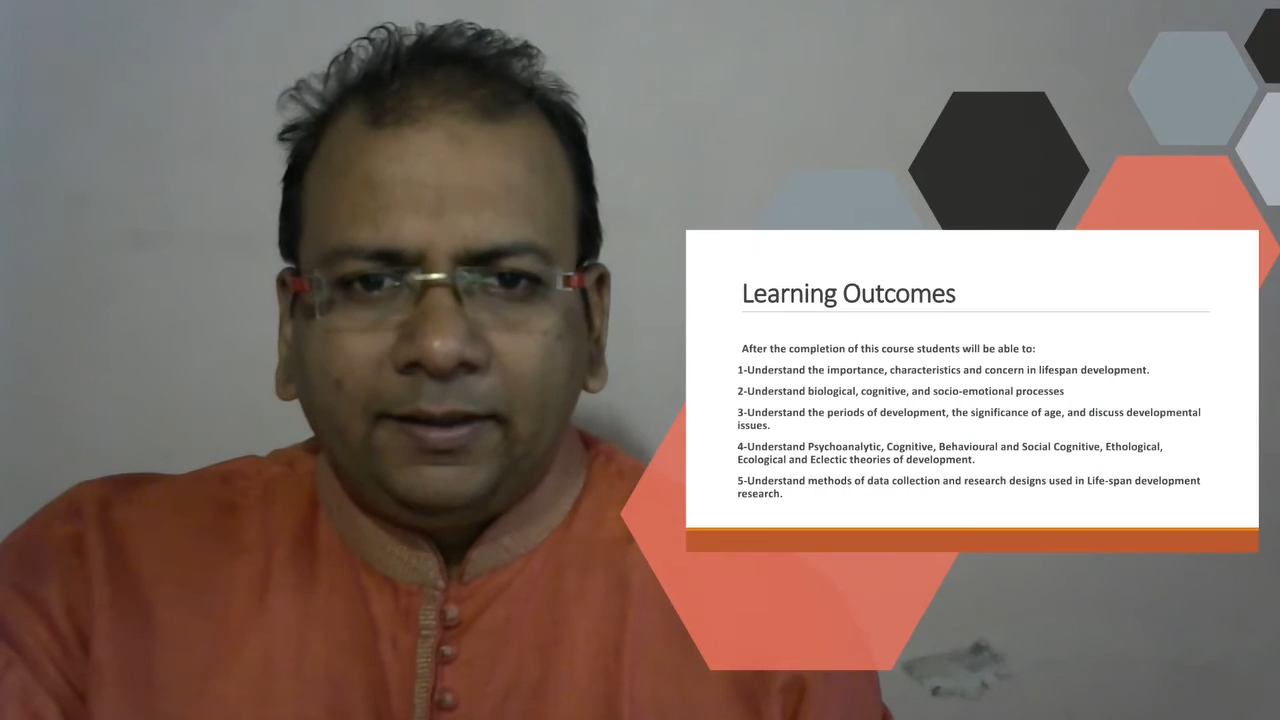 Learning Outcomes
After the completion of this course students will be able to:
1-Understand the importance, characteristics and concern in lifespan development.
2-Understand biological, cognitive, and socio-emotional processes
3-Understand the periods of development, the significance of age, and discuss developmental
issues.
4-Understand Psychoanalytic, Cognitive, Behavioural and Social Cognitive, Ethological,
Ecological and Eclectic theories of development.
5-Understand methods of data collection and research designs used in Life-span development
research.